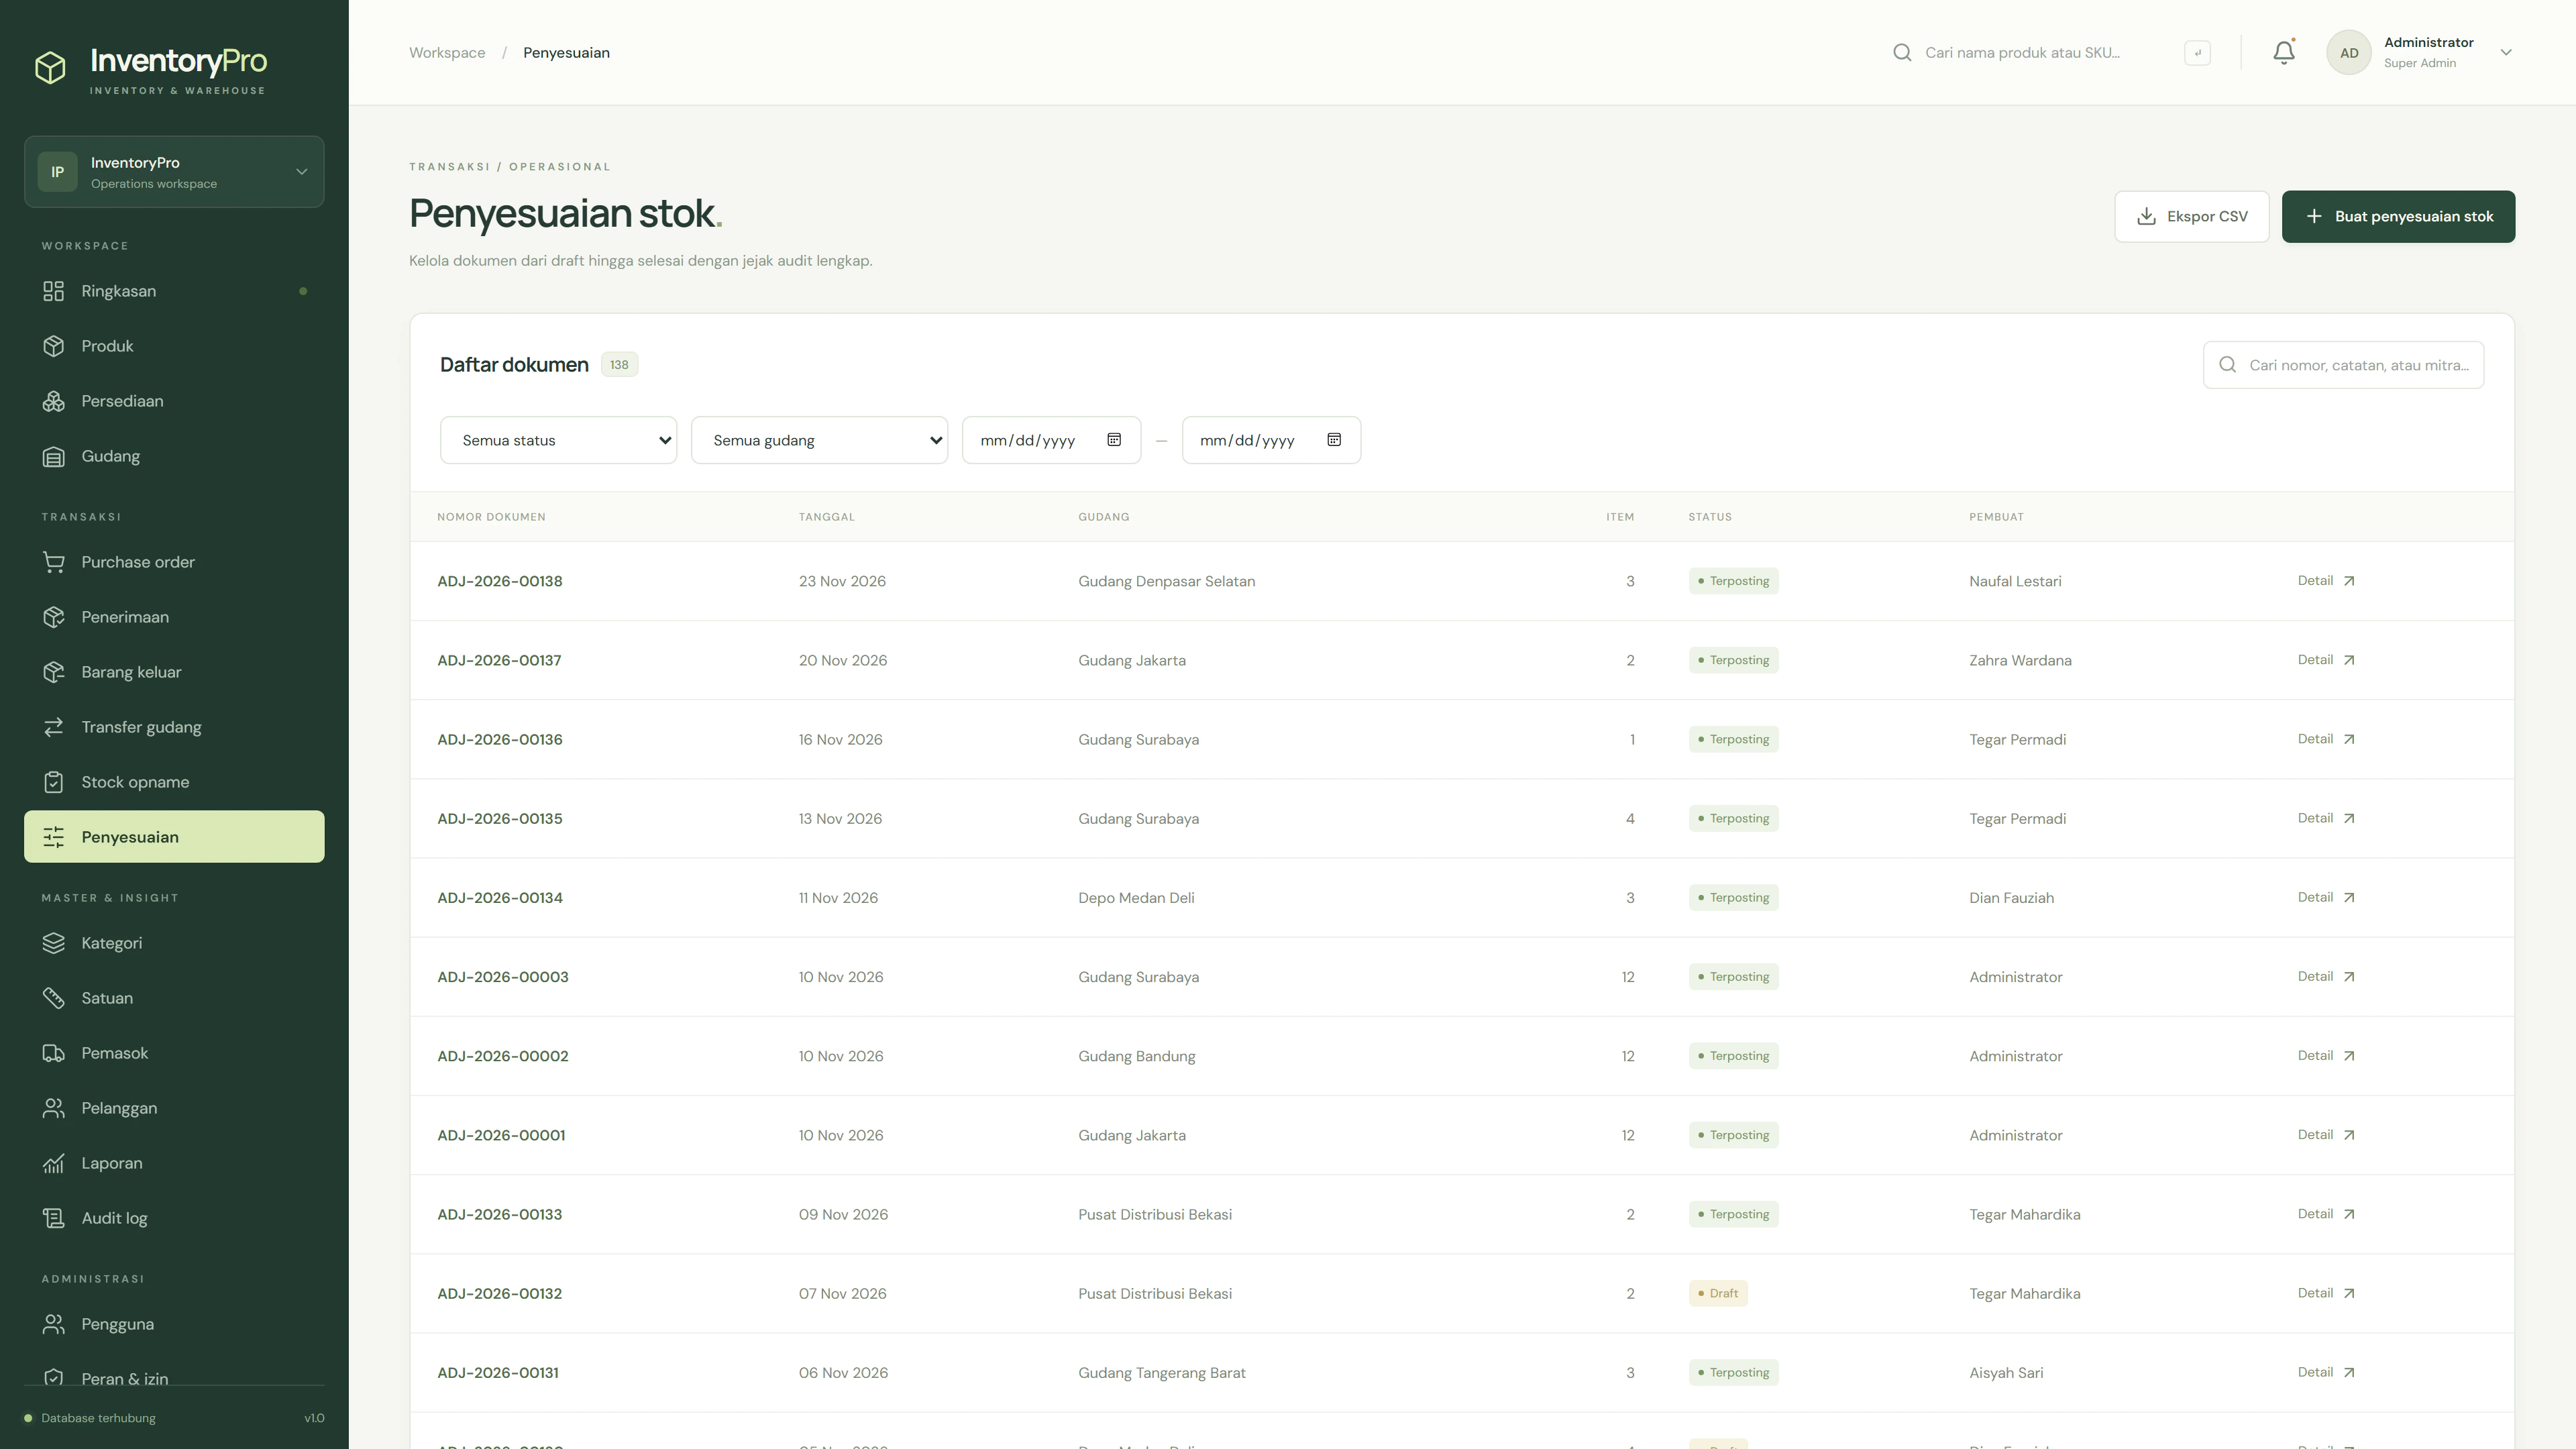 InventoryPro
INVENTORY & WAREHOUSE
IP
InventoryPro
Operations workspace
WORKSPACE
Ringkasan
Produk
Persediaan
Gudang
TRANSAKSI
Purchase order
Penerimaan
Barang keluar
Transfer gudang
Stock opname
Penyesuaian
MASTER & INSIGHT
Kategori
Satuan
Pemasok
Pelanggan
Laporan
Audit log
ADMINISTRASI
Pengguna
Peran & izin
Database terhubung v1.0
Workspace / Penyesuaian
Cari nama produk atau SKU...
AD
Administrator
Super Admin
TRANSAKSI / OPERASIONAL
Penyesuaian stok.
Kelola dokumen dari draft hingga selesai dengan jejak audit lengkap.
Ekspor CSV
Buat penyesuaian stok
Daftar dokumen 138
Cari nomor, catatan, atau mitra...
Semua status Semua gudang mm/dd/yyyy — mm/dd/yyyy
NOMOR DOKUMEN TANGGAL GUDANG ITEM STATUS PEMBUAT
ADJ-2026-00138 23 Nov 2026 Gudang Denpasar Selatan 3 Terposting Naufal Lestari Detail
ADJ-2026-00137 20 Nov 2026 Gudang Jakarta 2 Terposting Zahra Wardana Detail
ADJ-2026-00136 16 Nov 2026 Gudang Surabaya 1 Terposting Tegar Permadi Detail
ADJ-2026-00135 13 Nov 2026 Gudang Surabaya 4 Terposting Tegar Permadi Detail
ADJ-2026-00134 11 Nov 2026 Depo Medan Deli 3 Terposting Dian Fauziah Detail
ADJ-2026-00003 10 Nov 2026 Gudang Surabaya 12 Terposting Administrator Detail
ADJ-2026-00002 10 Nov 2026 Gudang Bandung 12 Terposting Administrator Detail
ADJ-2026-00001 10 Nov 2026 Gudang Jakarta 12 Terposting Administrator Detail
ADJ-2026-00133 09 Nov 2026 Pusat Distribusi Bekasi 2 Terposting Tegar Mahardika Detail
ADJ-2026-00132 07 Nov 2026 Pusat Distribusi Bekasi 2 Draft Tegar Mahardika Detail
ADJ-2026-00131 06 Nov 2026 Gudang Tangerang Barat 3 Terposting Aisyah Sari Detail